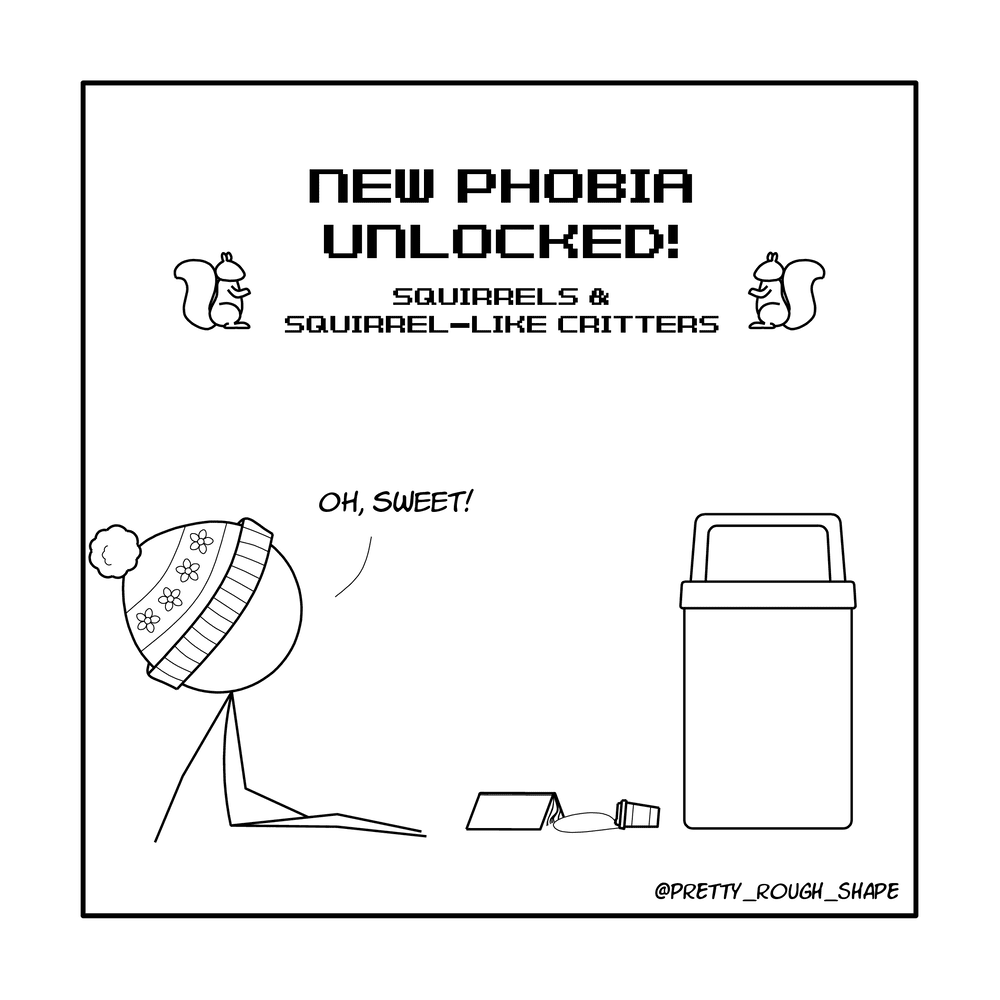 NEW PHOBIA
UNLOCKED!
SQUIRRELS &
SQUIRREL-LIKE CRITTERS
OH, SWEET!
@PRETTY_ROUGH_SHAPE